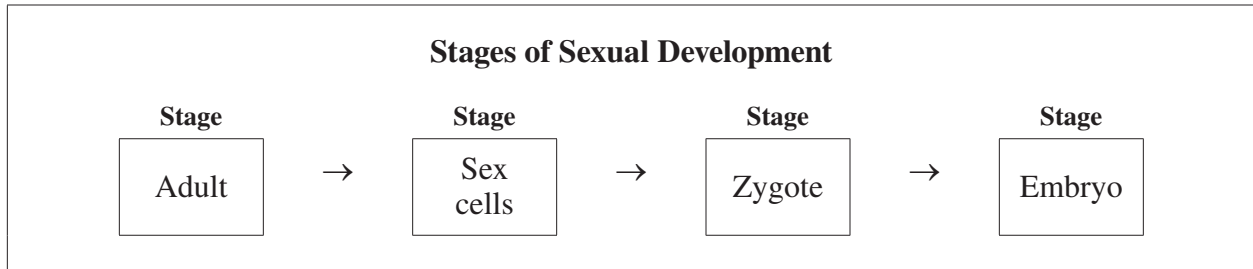 Stages of Sexual Development
Stage Stage Stage Stage
Adult → Sex cells → Zygote → Embryo